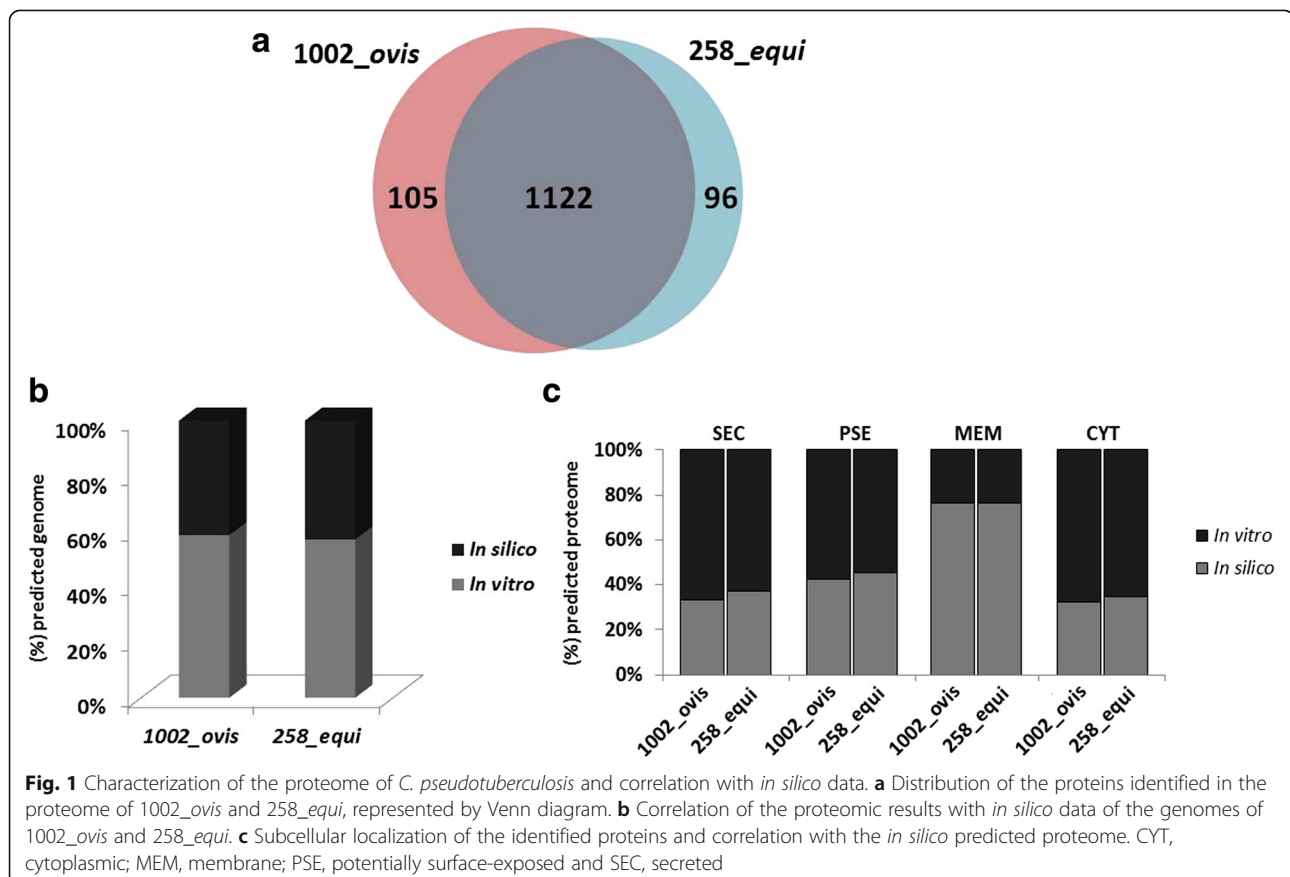 a
1002_ovis
258_equi
105
1122
96
b
(%) predicted genome
100%
80%
60%
40%
20%
0%
1002_ovis
258_equi
In silico
In vitro
c
(%) predicted proteome
100%
80%
60%
40%
20%
0%
SEC PSE MEM CYT
1002_ovis
258_equi
1002_ovis
258_equi
1002_ovis
258_equi
1002_ovis
258_equi
In vitro
In silico
Fig. 1 Characterization of the proteome of C. pseudotuberculosis and correlation with in silico data. a Distribution of the proteins identified in the
proteome of 1002_ovis and 258_equi, represented by Venn diagram. b Correlation of the proteomic results with in silico data of the genomes of
1002_ovis and 258_equi. c Subcellular localization of the identified proteins and correlation with the in silico predicted proteome. CYT,
cytoplasmic; MEM, membrane; PSE, potentially surface-exposed and SEC, secreted